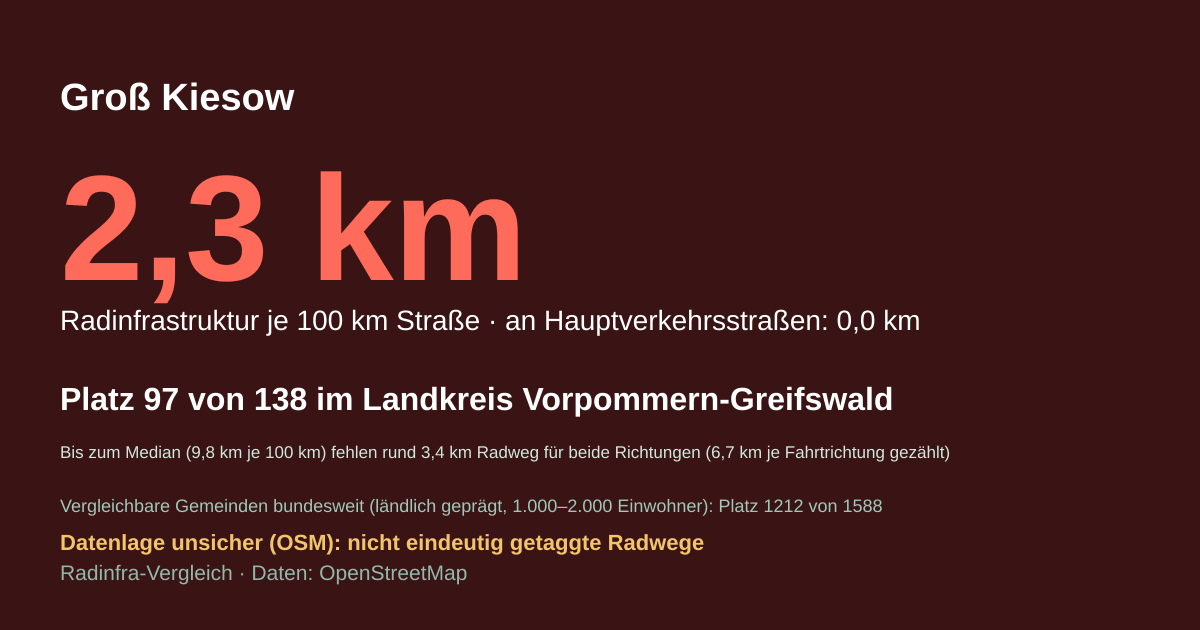 Groß Kiesow
2,3 km
Radinfrastruktur je 100 km Straße · an Hauptverkehrsstraßen: 0,0 km
Platz 97 von 138 im Landkreis Vorpommern-Greifswald
Bis zum Median (9,8 km je 100 km) fehlen rund 3,4 km Radweg für beide Richtungen (6,7 km je Fahrtrichtung gezählt)
Vergleichbare Gemeinden bundesweit (ländlich geprägt, 1.000–2.000 Einwohner): Platz 1212 von 1588
Datenlage unsicher (OSM): nicht eindeutig getaggte Radwege
Radinfra-Vergleich · Daten: OpenStreetMap